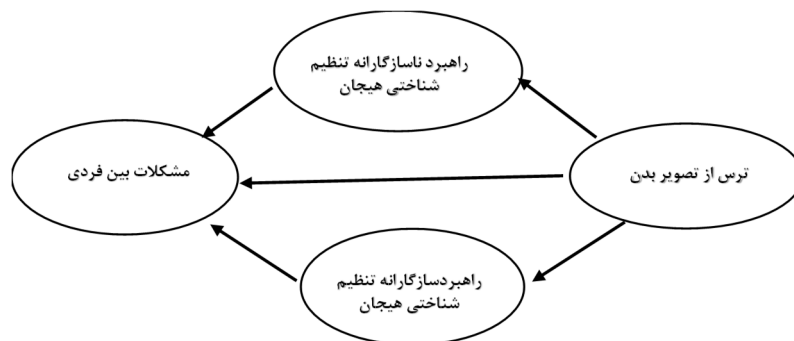 راهبرد ناسازگارانه تنظیم
شناختی هیجان
ترس از تصویر بدن
مشکلات بین فردی
راهبردسازگارانه تنظیم
شناختی هیجان